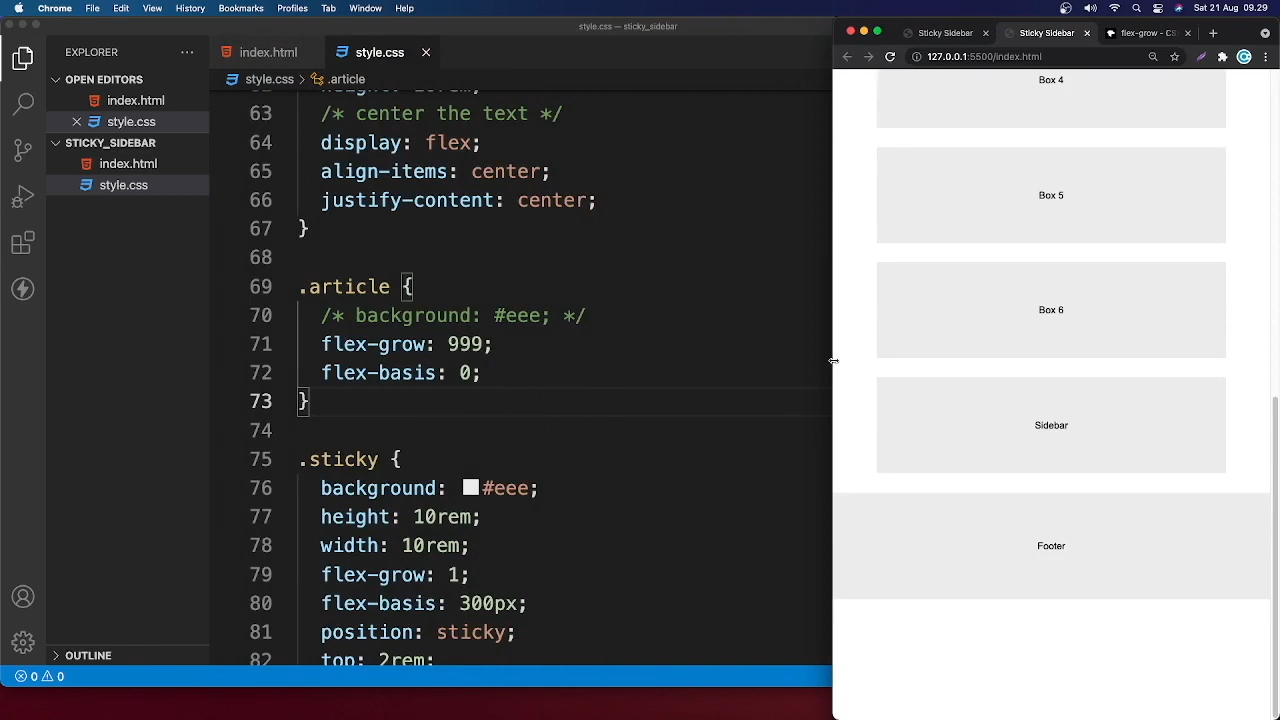 Chrome File Edit View History Bookmarks Profiles Tab Window Help Sat 21 Aug 09.29
style.css — sticky_sidebar
EXPLORER
OPEN EDITORS
index.html
style.css
STICKY_SIDEBAR
index.html
style.css
OUTLINE
0 0
index.html style.css
style.css > .article
63 /* center the text */
64 display: flex;
65 align-items: center;
66 justify-content: center;
67 }
68
69 .article {
70 /* background: #eee; */
71 flex-grow: 999;
72 flex-basis: 0;
73 }
74
75 .sticky {
76 background: #eee;
77 height: 10rem;
78 width: 10rem;
79 flex-grow: 1;
80 flex-basis: 300px;
81 position: sticky;
82 top: 2rem;
Sticky Sidebar Sticky Sidebar flex-grow - CS
127.0.0.1:5500/index.html
Box 4
Box 5
Box 6
Sidebar
Footer